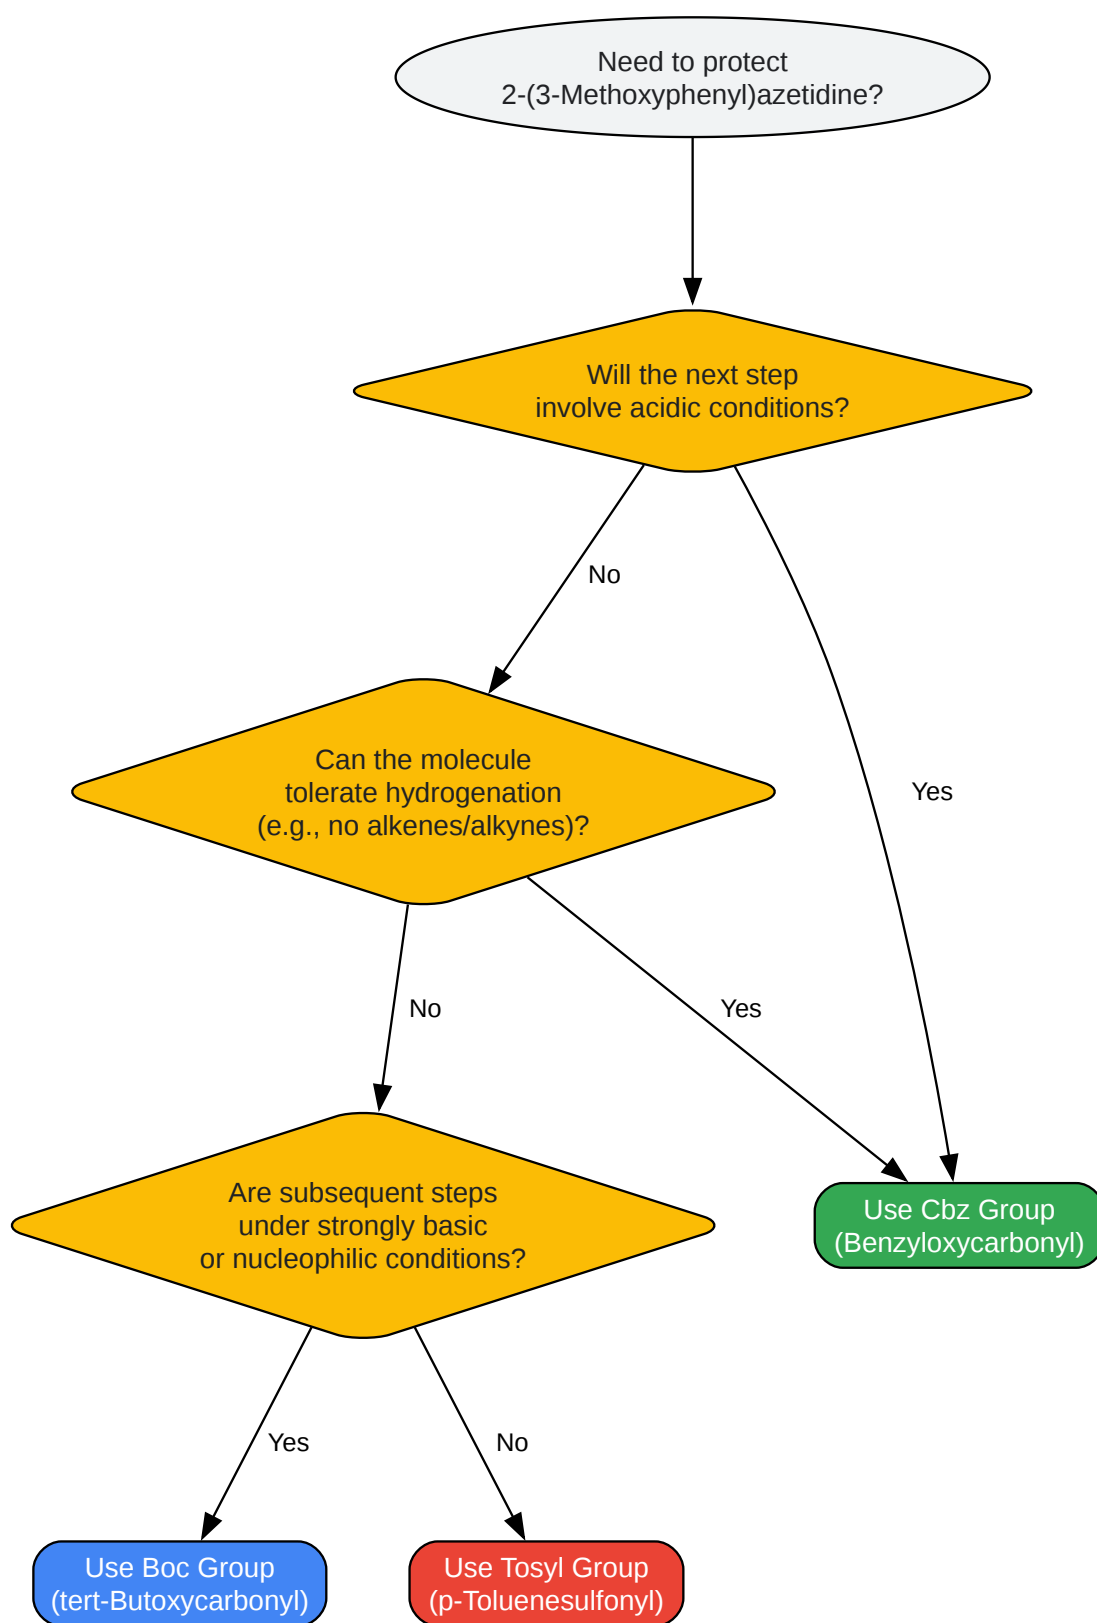 Need to protect
2-(3-Methoxyphenyl)azetidine?
Will the next step
involve acidic conditions?
No
Yes
Can the molecule
tolerate hydrogenation
(e.g., no alkenes/alkynes)?
No
Yes
Are subsequent steps
under strongly basic
or nucleophilic conditions?
Use Cbz Group
(Benzyloxycarbonyl)
Yes
No
Use Boc Group
(tert-Butoxycarbonyl)
Use Tosyl Group
(p-Toluenesulfonyl)